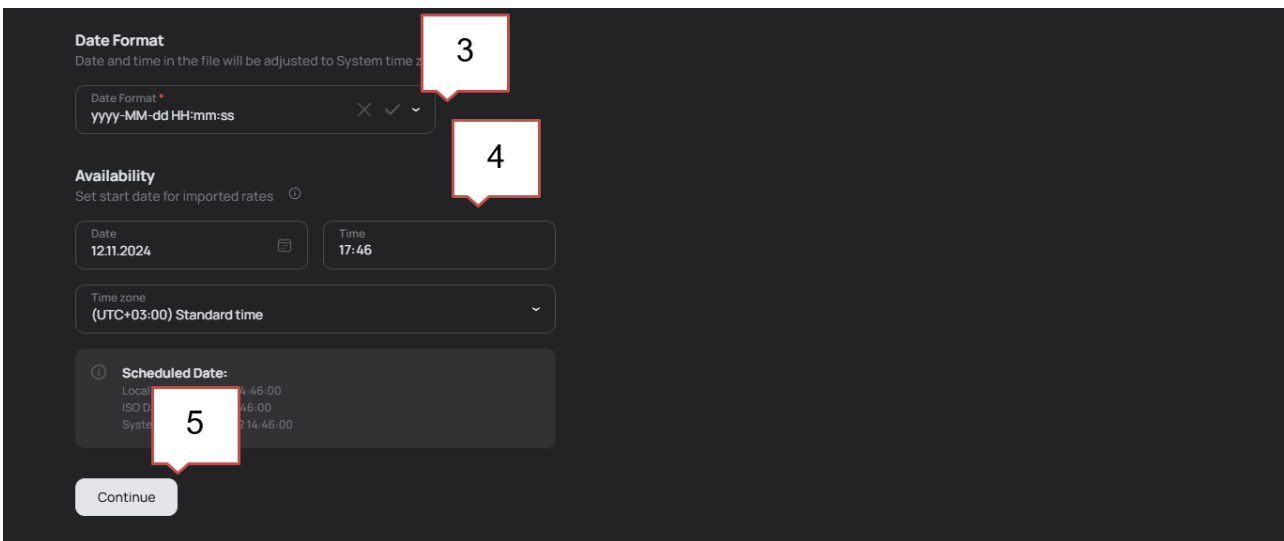 Date Format
Date and time in the file will be adjusted to System time
3
Date Format *
yyyy-MM-dd HH:mm:ss
4
Availability
Set start date for imported rates
Date
12.11.2024
Time
17:46
Time zone
(UTC+03:00) Standard time
Scheduled Date:
Local 4:46:00
ISO 46:00
14:46:00
5
Continue